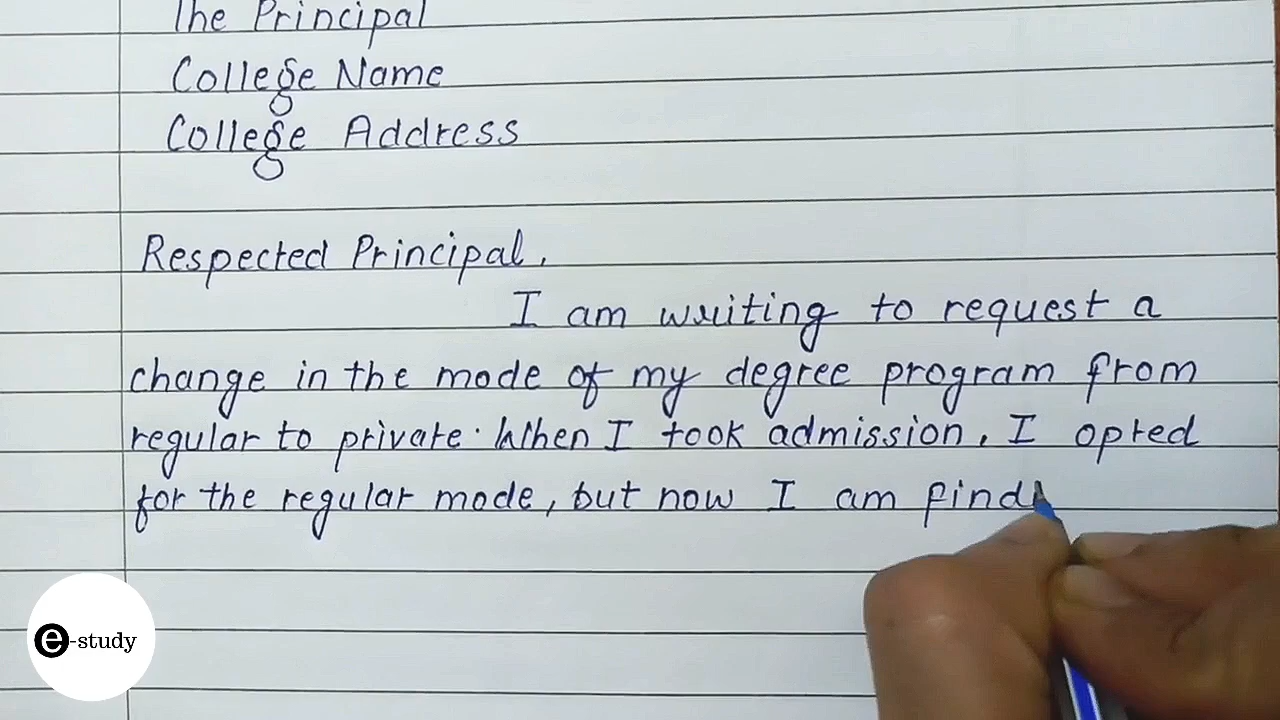 The Principal
College Name
College Address
Respected Principal,
I am writing to request a
change in the mode of my degree program from
regular to private. When I took admission, I opted
for the regular mode, but now I am find
e-study